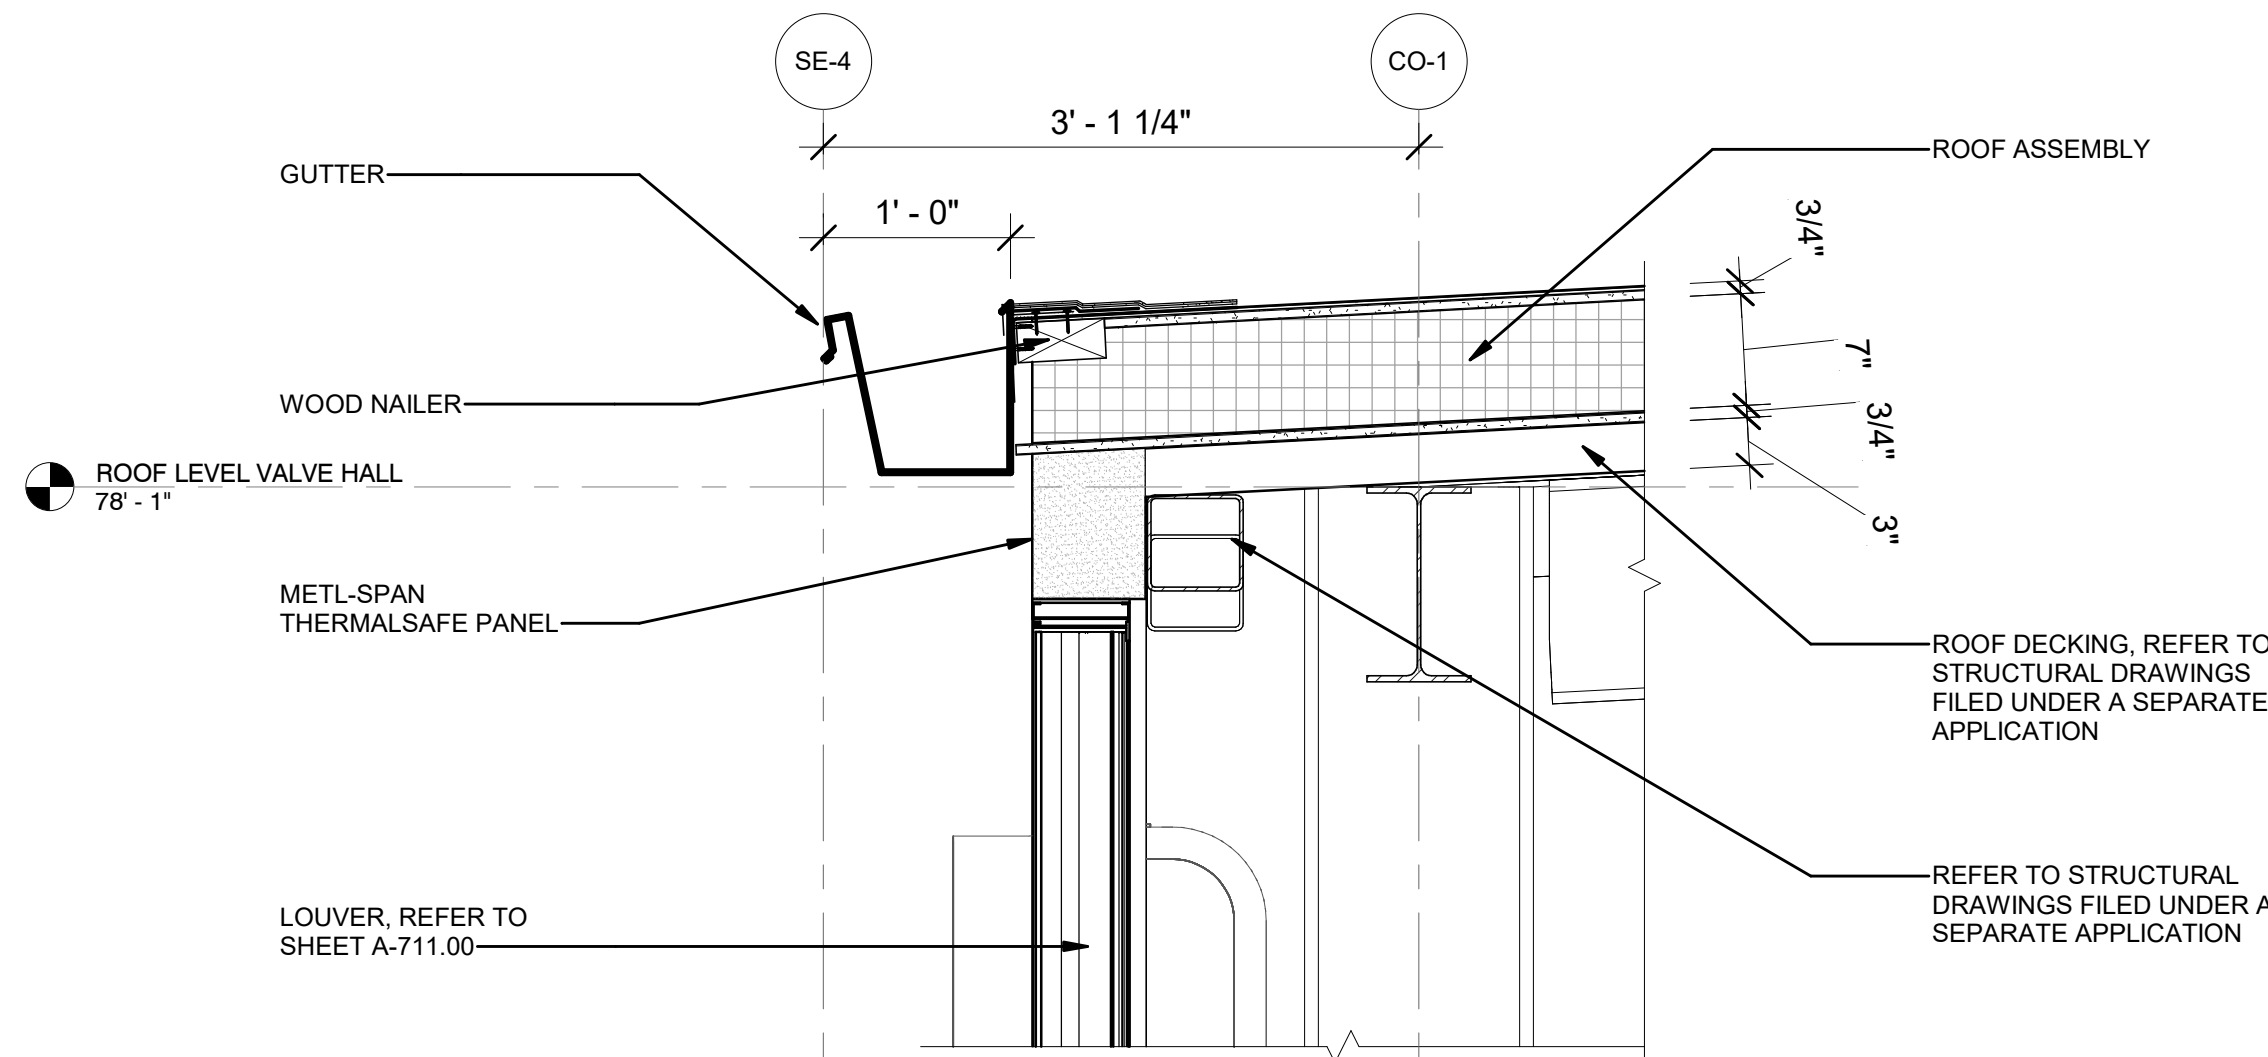 SE-4
CO-1
3' - 1 1/4"
ROOF ASSEMBLY
GUTTER
1' - 0"
3/4"
7"
WOOD NAILER
3/4"
ROOF LEVEL VALVE HALL
78' - 1"
3"
METL-SPAN
THERMALSAFE PANEL
ROOF DECKING, REFER TO
STRUCTURAL DRAWINGS
FILED UNDER A SEPARATE
APPLICATION
LOUVER, REFER TO
SHEET A-711.00
REFER TO STRUCTURAL
DRAWINGS FILED UNDER A
SEPARATE APPLICATION